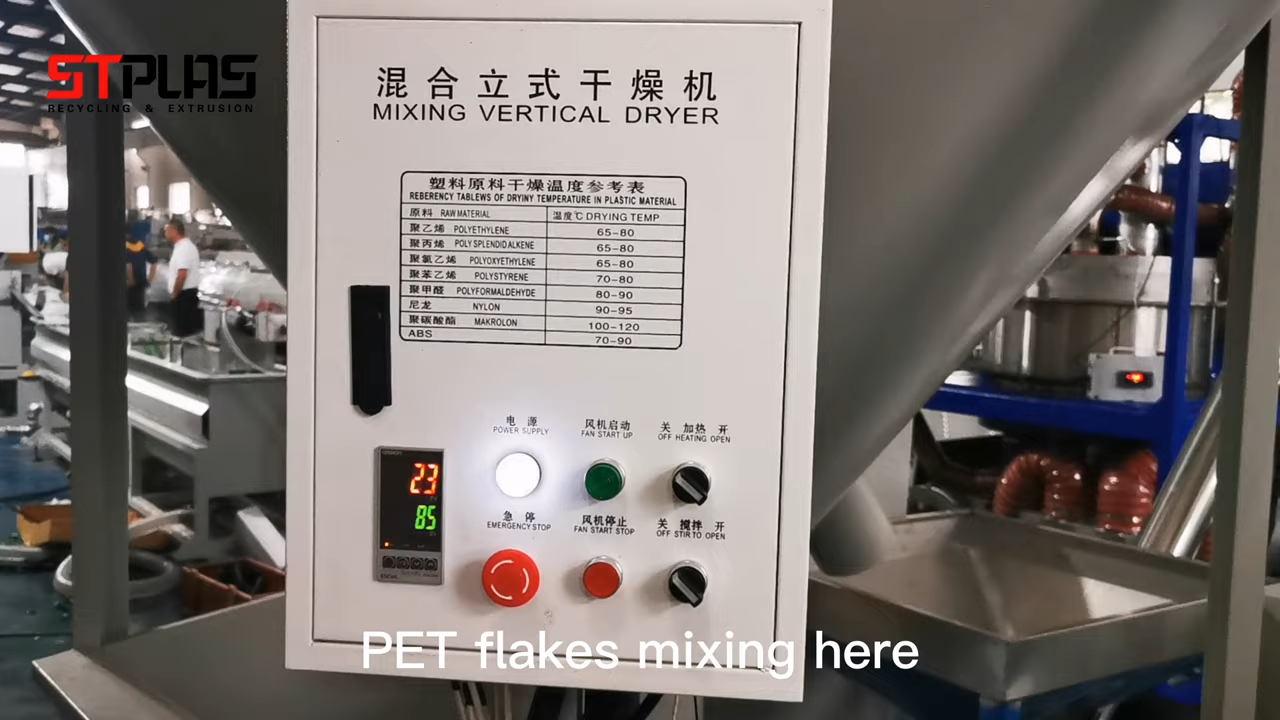 STPLAS
RECYCLING & EXTRUSION
混合立式干燥机
MIXING VERTICAL DRYER
塑料原料干燥温度参考表
REBERENCY TABLEWS OF DRYINY TEMPERATURE IN PLASTIC MATERIAL
原料 RAW MATERIAL 温度℃ DRYING TEMP
聚乙烯 POLYETHYLENE 65-80
聚丙烯 POLY SPLENDID ALKENE 65-80
聚氯乙烯 POLYOXYETHYLENE 65-80
聚苯乙烯 POLYSTYRENE 70-80
聚甲醛 POLYFORMALDEHYDE 80-90
尼龙 NYLON 90-95
聚碳酸酯 MAKROLON 100-120
ABS 70-90
电源 风机启动 关 加热 开
POWER SUPPLY FAN START UP OFF HEATING OPEN
23
85
急停 风机停止 关 搅拌 开
EMERGENCY STOP FAN START STOP OFF STIR TO OPEN
PET flakes mixing here